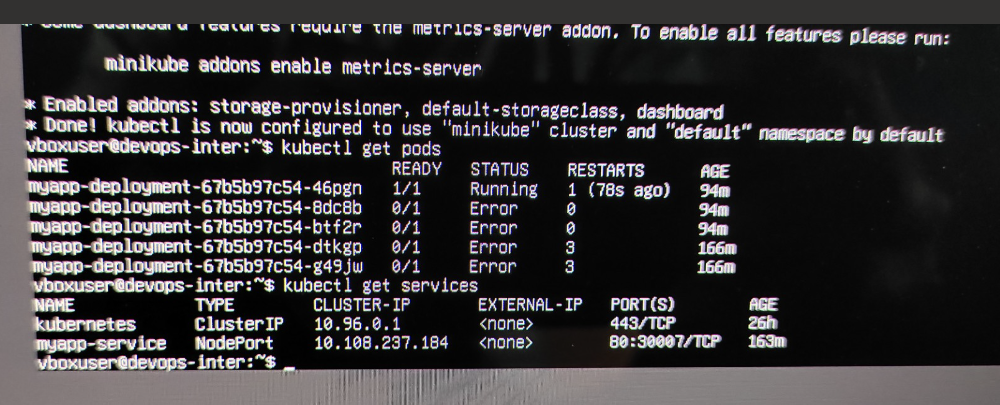 * Some dashboard features require the metrics-server addon. To enable all features please run:
minikube addons enable metrics-server
* Enabled addons: storage-provisioner, default-storageclass, dashboard
* Done! kubectl is now configured to use "minikube" cluster and "default" namespace by default
vboxuser@devops-inter:~$ kubectl get pods
NAME READY STATUS RESTARTS AGE
myapp-deployment-67b5b97c54-46pgn 1/1 Running 1 (78s ago) 94m
myapp-deployment-67b5b97c54-8dc8b 0/1 Error 0 94m
myapp-deployment-67b5b97c54-btf2r 0/1 Error 0 94m
myapp-deployment-67b5b97c54-dtkgp 0/1 Error 3 166m
myapp-deployment-67b5b97c54-g49jw 0/1 Error 3 166m
vboxuser@devops-inter:~$ kubectl get services
NAME TYPE CLUSTER-IP EXTERNAL-IP PORT(S) AGE
kubernetes ClusterIP 10.96.0.1 <none> 443/TCP 26h
myapp-service NodePort 10.108.237.184 <none> 80:30007/TCP 163m
vboxuser@devops-inter:~$ _